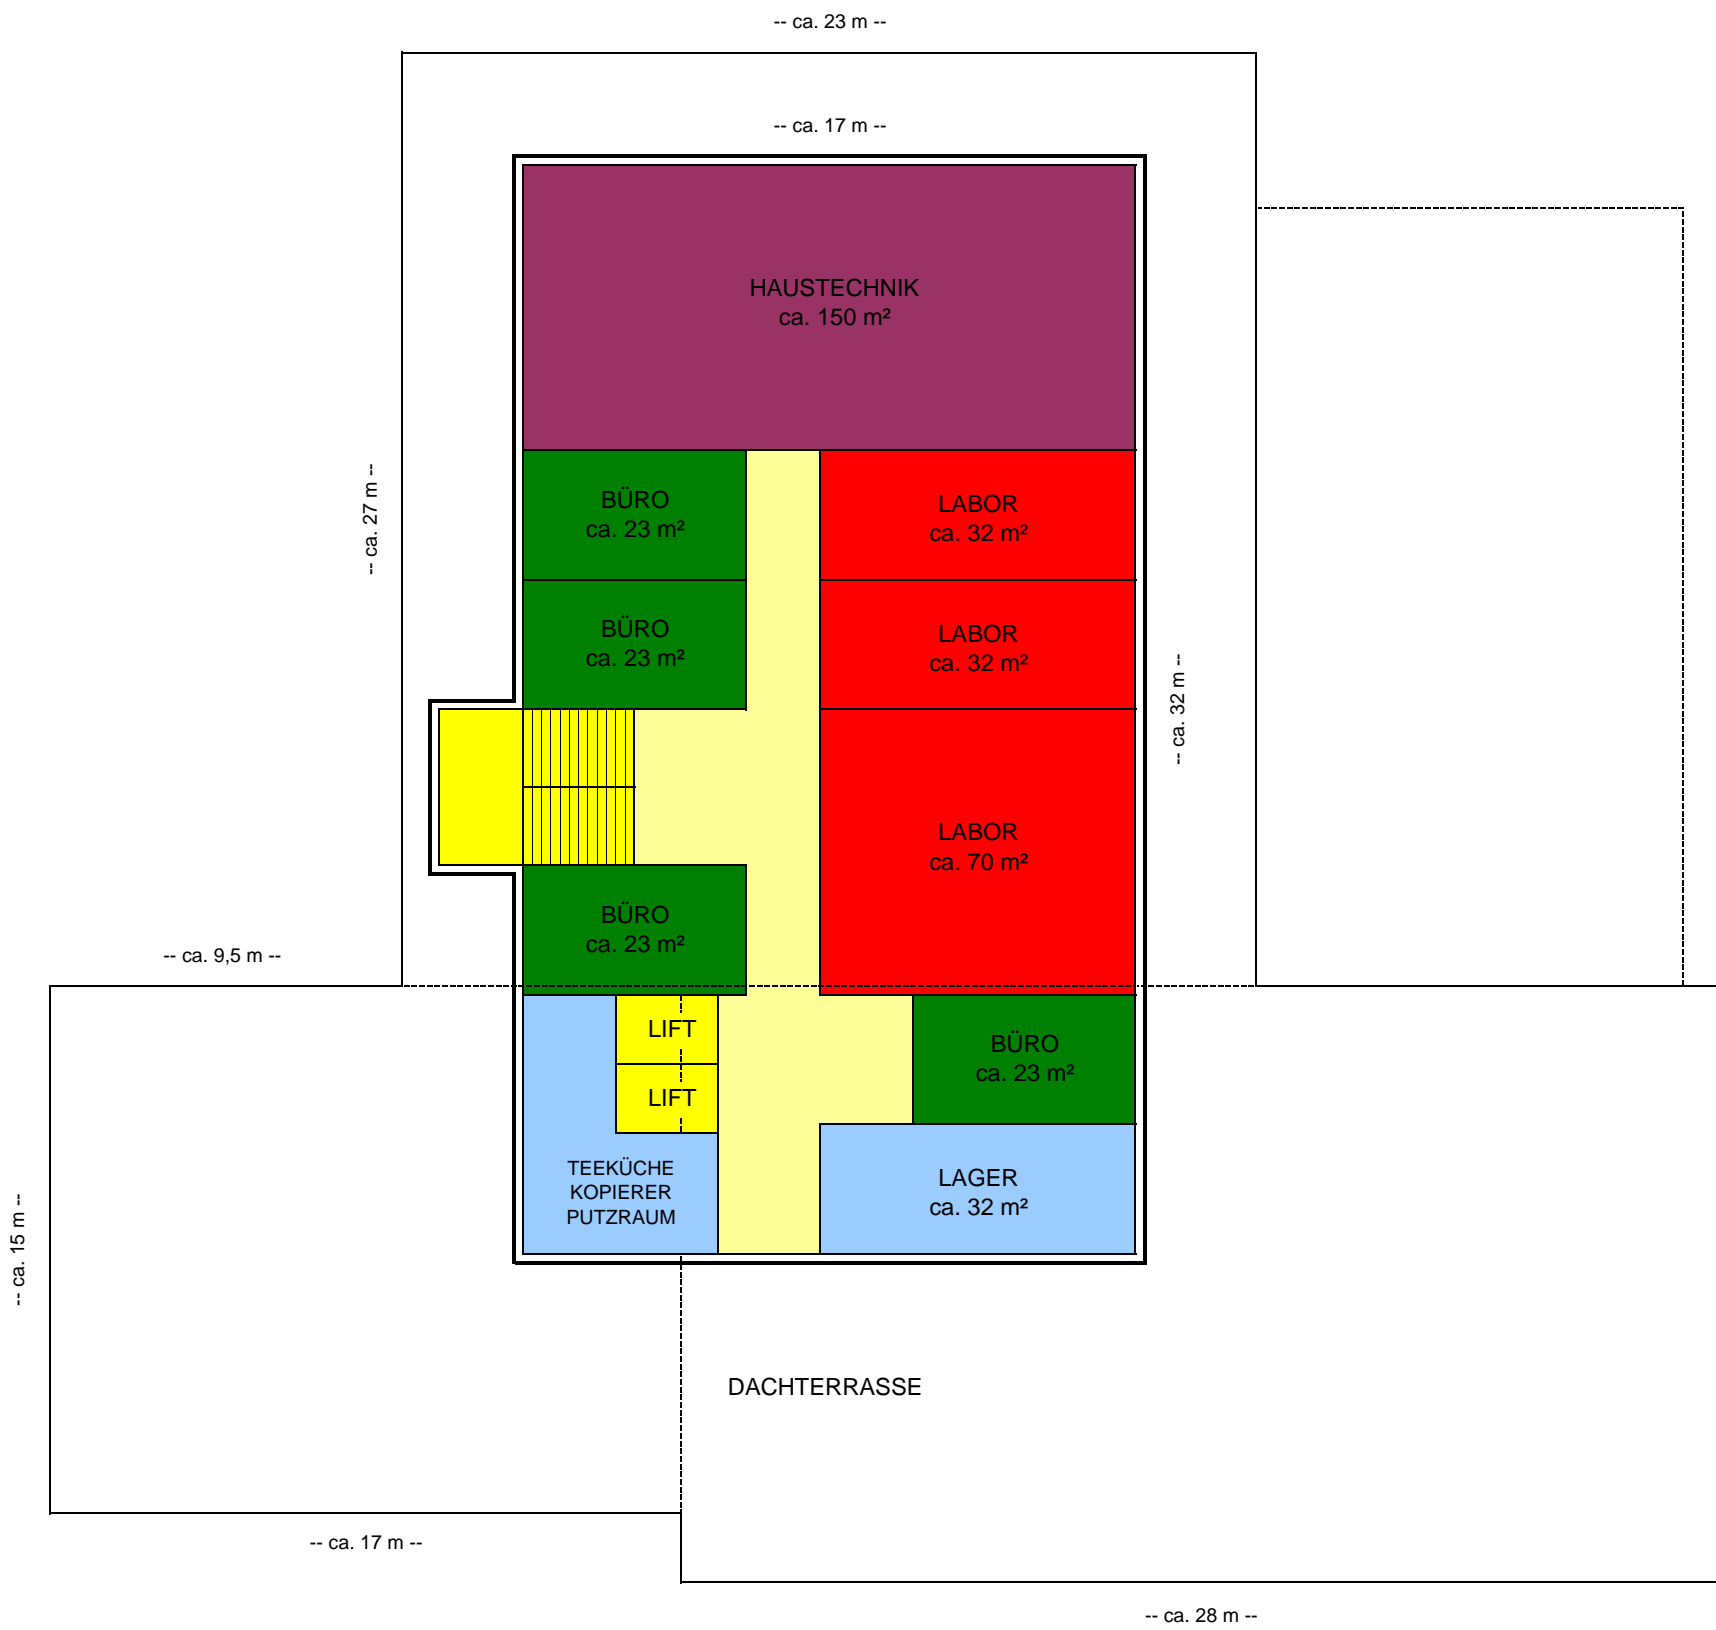 -- ca. 23 m --
-- ca. 17 m --
HAUSTECHNIK
ca. 150 m²
-- ca. 27 m --
BÜRO
ca. 23 m²
LABOR
ca. 32 m²
BÜRO
ca. 23 m²
LABOR
ca. 32 m²
-- ca. 32 m --
LABOR
ca. 70 m²
BÜRO
ca. 23 m²
-- ca. 9,5 m --
LIFT
BÜRO
ca. 23 m²
LIFT
TEEKÜCHE
KOPIERER
PUTZRAUM
LAGER
ca. 32 m²
-- ca. 15 m --
DACHTERRASSE
-- ca. 17 m --
-- ca. 28 m --